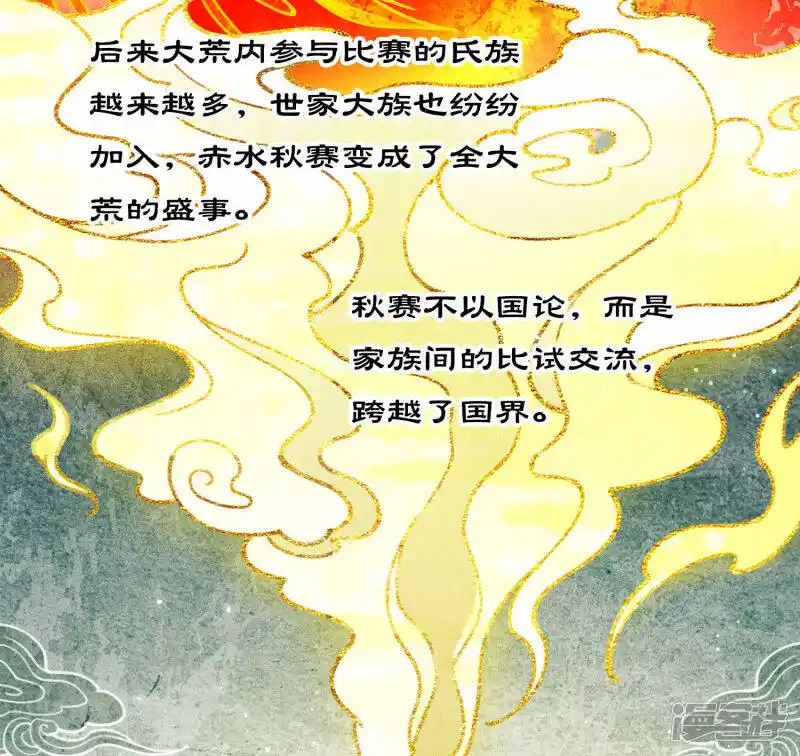 后来大荒内参与比赛的氏族
越来越多，世家大族也纷纷
加入，赤水秋赛变成了全大
荒的盛事。
秋赛不以国论，而是
家族间的比试交流，
跨越了国界。
漫客栈